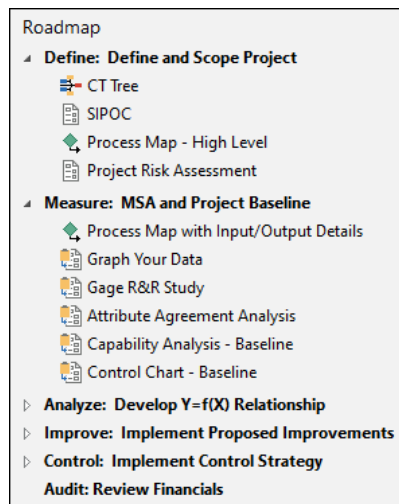 Roadmap
Define: Define and Scope Project
CT Tree
SIPOC
Process Map - High Level
Project Risk Assessment
Measure: MSA and Project Baseline
Process Map with Input/Output Details
Graph Your Data
Gage R&R Study
Attribute Agreement Analysis
Capability Analysis - Baseline
Control Chart - Baseline
Analyze: Develop Y=f(X) Relationship
Improve: Implement Proposed Improvements
Control: Implement Control Strategy
Audit: Review Financials